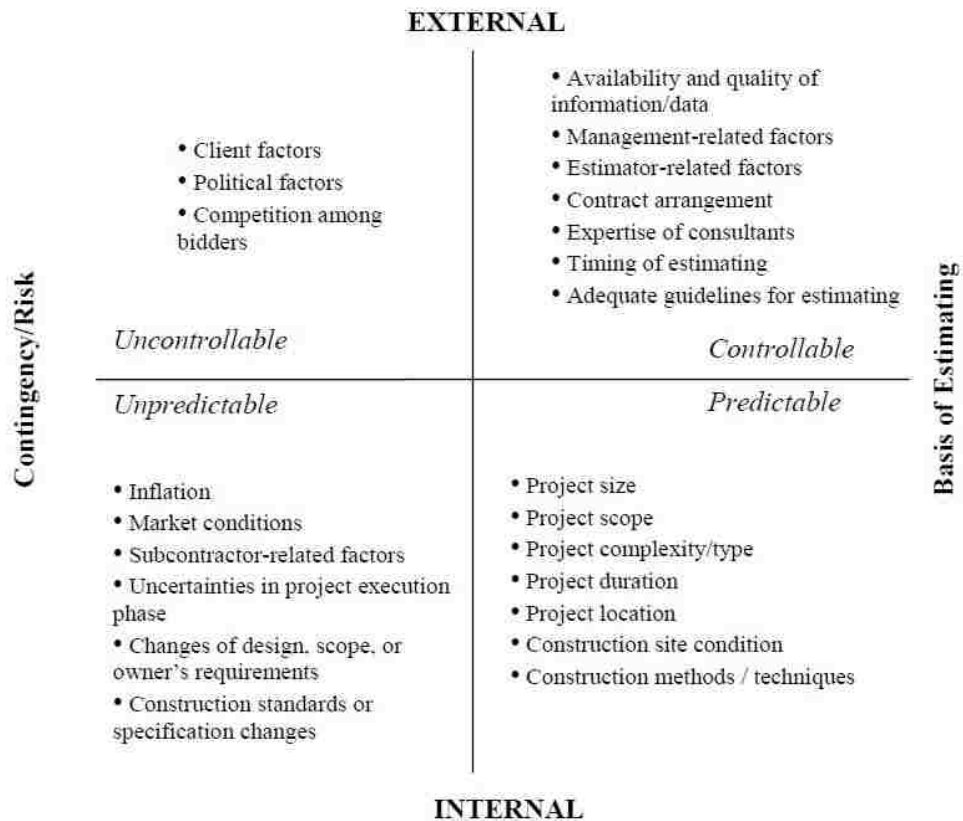 EXTERNAL
• Client factors
• Political factors
• Competition among
bidders
Uncontrollable
• Availability and quality of
information/data
• Management-related factors
• Estimator-related factors
• Contract arrangement
• Expertise of consultants
• Timing of estimating
• Adequate guidelines for estimating
Controllable
Contingency/Risk
Basis of Estimating
Unpredictable
• Inflation
• Market conditions
• Subcontractor-related factors
• Uncertainties in project execution
phase
• Changes of design, scope, or
owner's requirements
• Construction standards or
specification changes
Predictable
• Project size
• Project scope
• Project complexity/type
• Project duration
• Project location
• Construction site condition
• Construction methods / techniques
INTERNAL